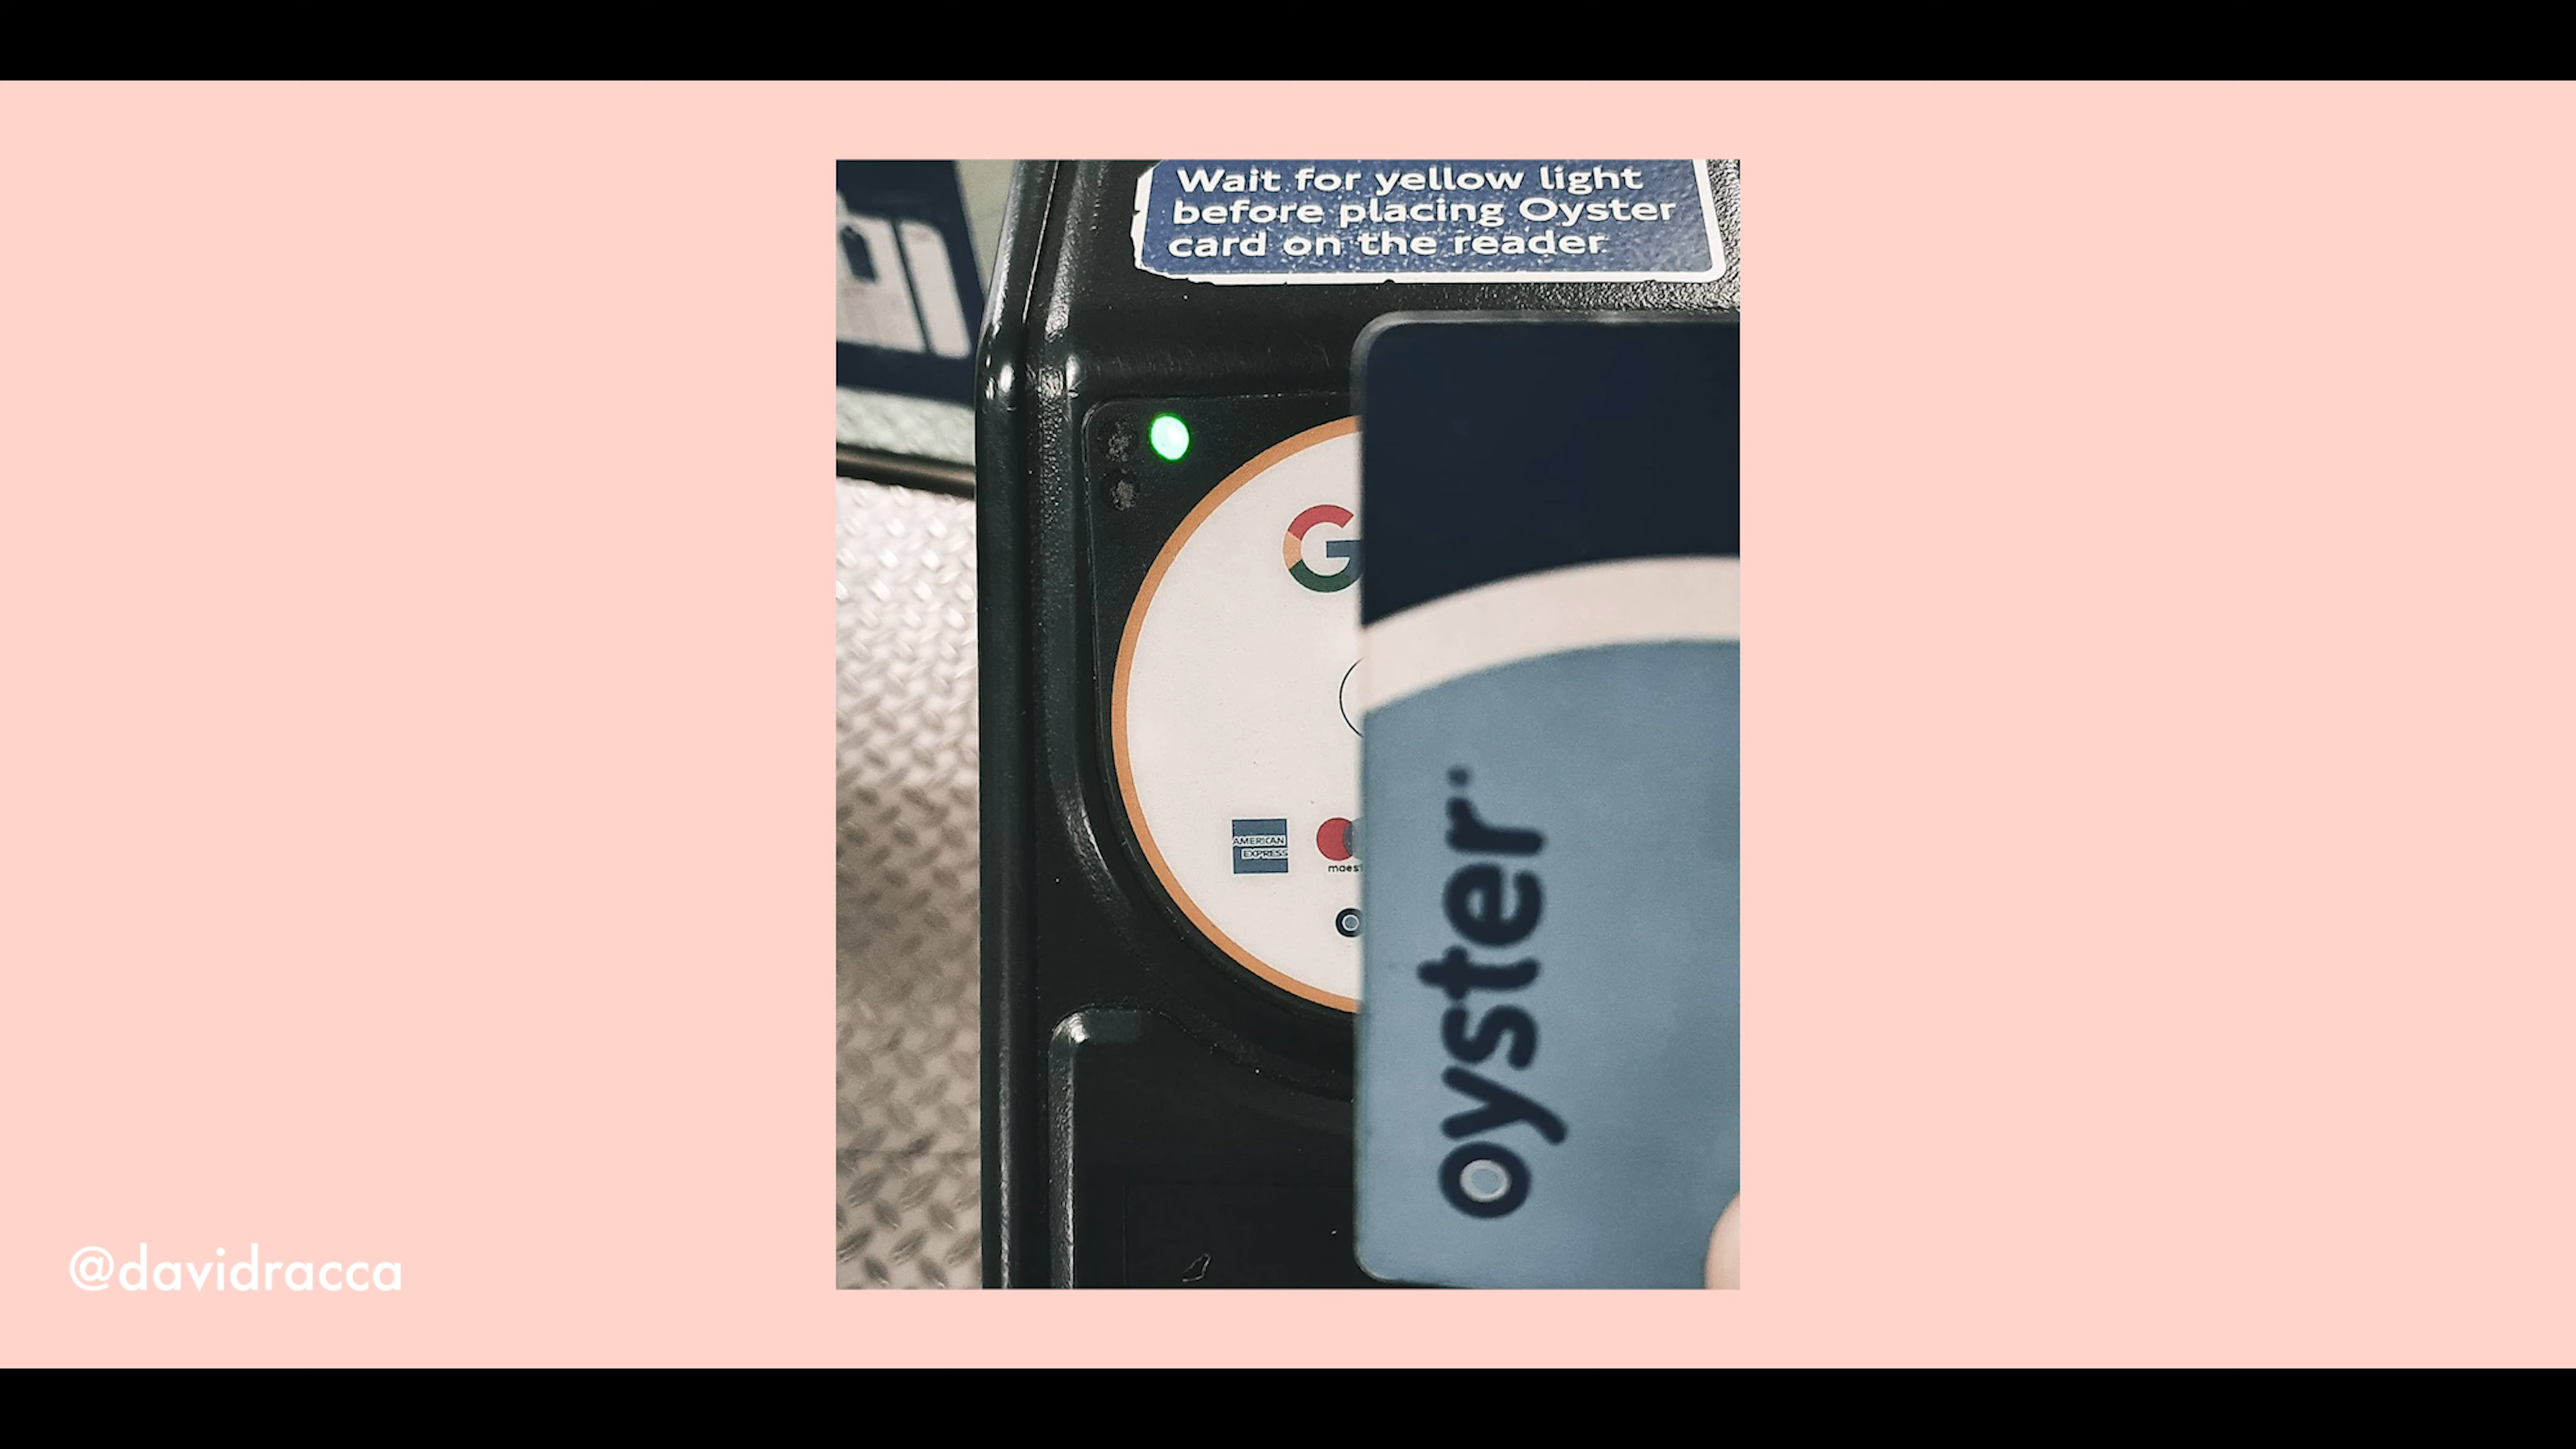 Wait for yellow light
before placing Oyster
card on the reader
G
AMERICAN
EXPRESS
oyster
@davidracca